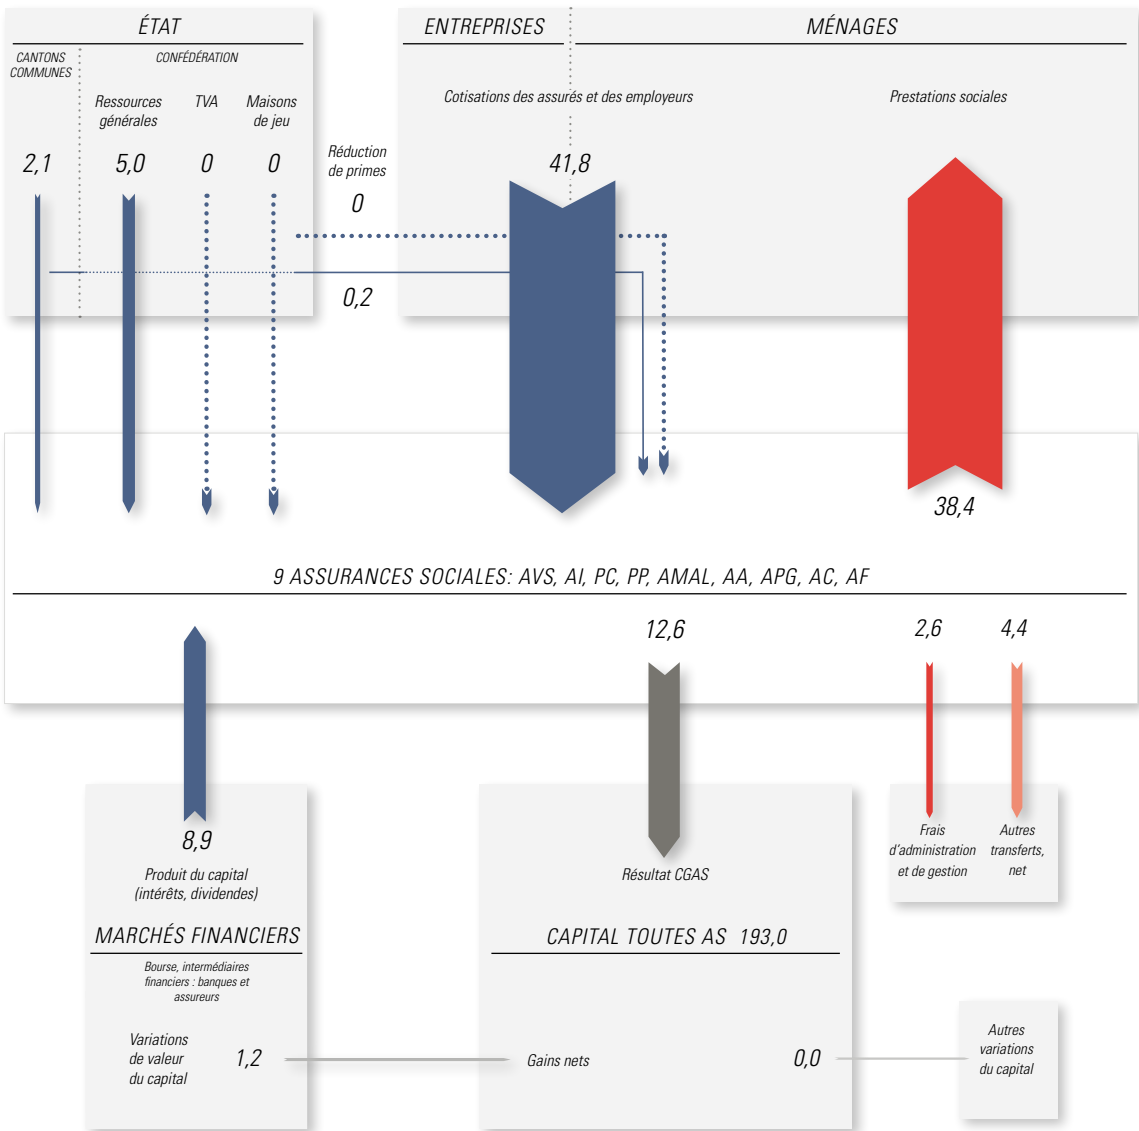 ÉTAT
CANTONS
COMMUNES
CONFÉDÉRATION
Ressources
générales
TVA
Maisons
de jeu
2,1
5,0
0
0
Réduction
de primes
0
0,2
ENTREPRISES
MÉNAGES
Cotisations des assurés et des employeurs
41,8
Prestations sociales
38,4
9 ASSURANCES SOCIALES: AVS, AI, PC, PP, AMAL, AA, APG, AC, AF
12,6
2,6
4,4
8,9
Produit du capital
(intérêts, dividendes)
MARCHÉS FINANCIERS
Bourse, intermédiaires
financiers : banques et
assureurs
Variations
de valeur
du capital
1,2
Résultat CGAS
CAPITAL TOUTES AS 193,0
Gains nets
0,0
Frais
d'administration
et de gestion
Autres
transferts,
net
Autres
variations
du capital